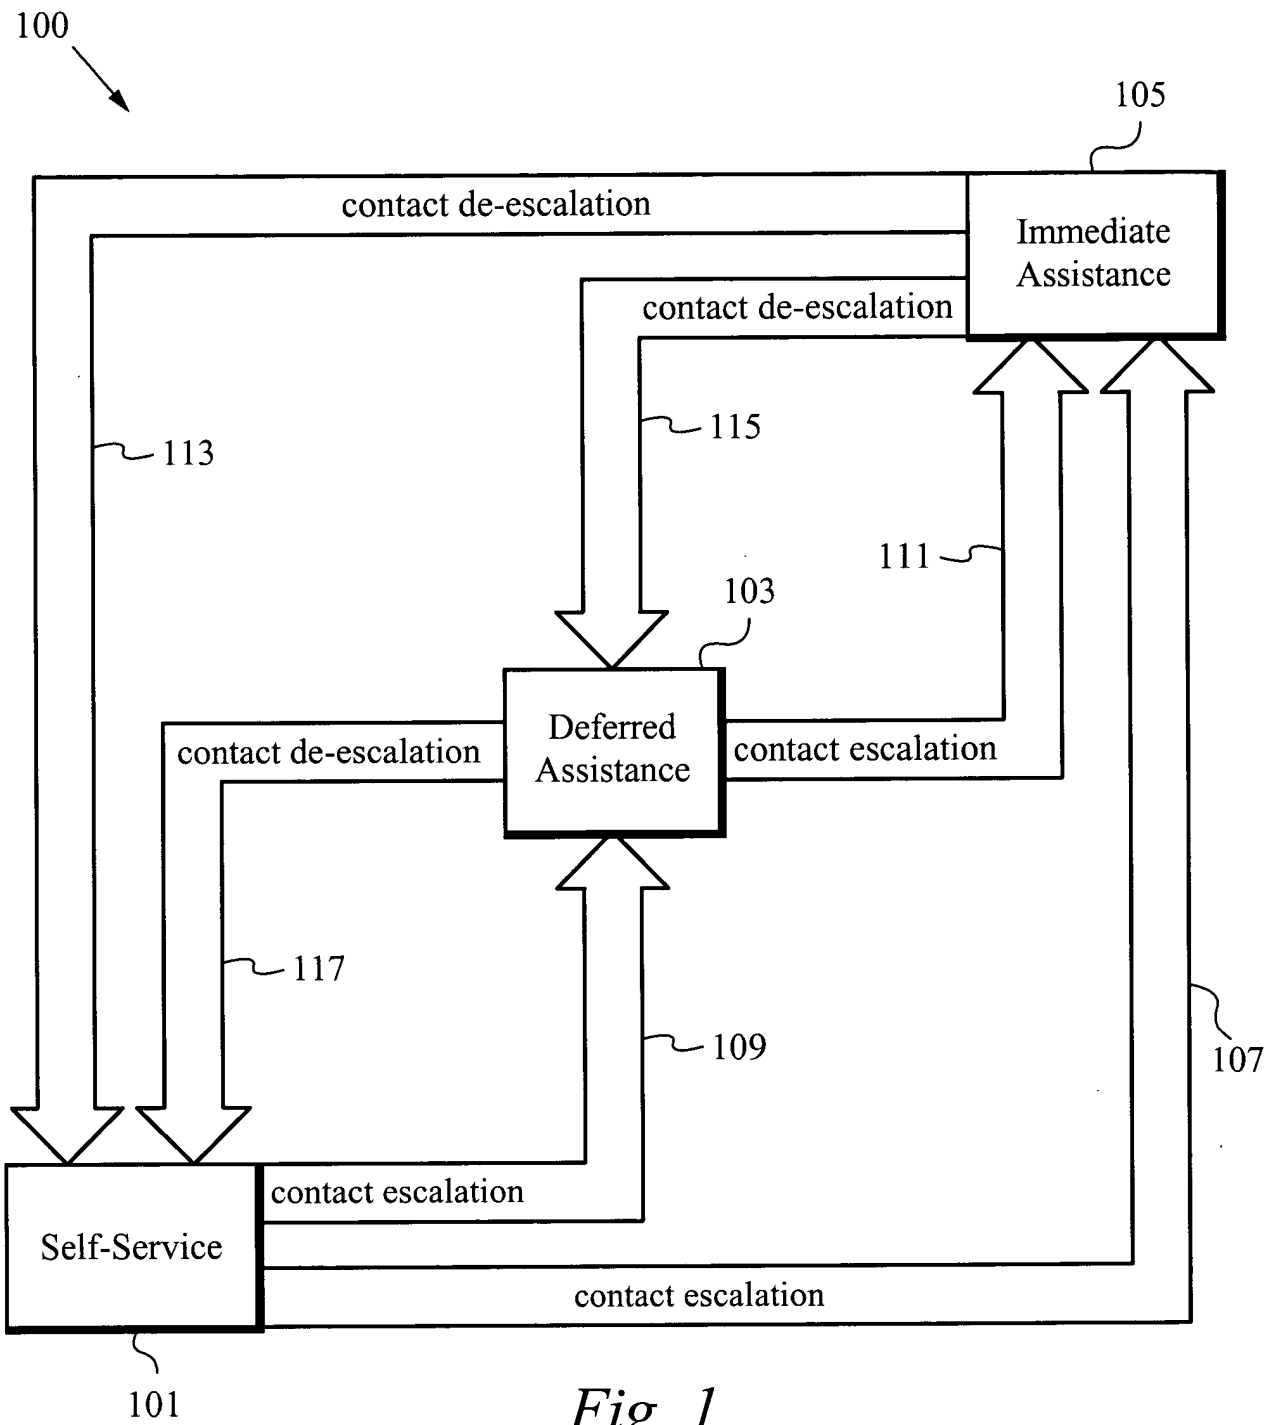 100
105
contact de-escalation
Immediate
Assistance
contact de-escalation
115
113
111
103
Deferred
Assistance
contact de-escalation
contact escalation
117
109
107
contact escalation
Self-Service
contact escalation
101
Fig. 1